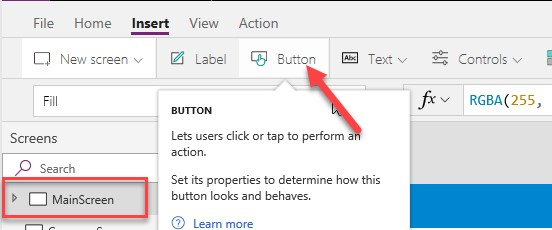 File Home Insert View Action
New screen Label Button Abc Text Controls
Fill fx RGBA(255,
Screens
BUTTON
Lets users click or tap to perform an
action.
Search
Set its properties to determine how this
MainScreen
button looks and behaves.
Learn more